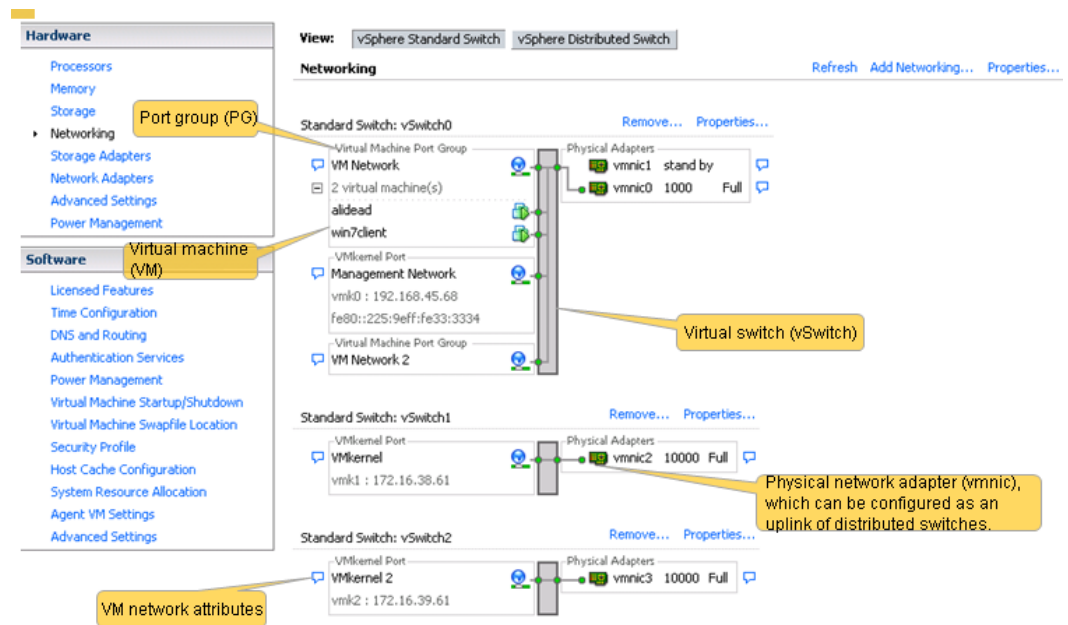 Hardware
Processors
Memory
Storage
Networking
Storage Adapters
Network Adapters
Advanced Settings
Power Management
Software
Licensed Features
Time Configuration
DNS and Routing
Authentication Services
Power Management
Virtual Machine Startup/Shutdown
Virtual Machine Swapfile Location
Security Profile
Host Cache Configuration
System Resource Allocation
Agent VM Settings
Advanced Settings
Port group (PG)
Virtual machine
(VM)
VM network attributes
View: vSphere Standard Switch vSphere Distributed Switch
Networking Refresh Add Networking... Properties...
Standard Switch: vSwitch0 Remove... Properties...
Virtual Machine Port Group Physical Adapters
VM Network vmnic1 stand by
2 virtual machine(s) vmnic0 1000 Full
alidead
win7client
VMkernel Port
Management Network
vmk0 : 192.168.45.68
fe80::225:9eff:fe33:3334
Virtual Machine Port Group
VM Network 2
Virtual switch (vSwitch)
Standard Switch: vSwitch1 Remove... Properties...
VMkernel Port Physical Adapters
VMkernel vmnic2 10000 Full
vmk1 : 172.16.38.61
Physical network adapter (vmnic),
which can be configured as an
uplink of distributed switches.
Standard Switch: vSwitch2 Remove... Properties...
VMkernel Port Physical Adapters
VMkernel 2 vmnic3 10000 Full
vmk2 : 172.16.39.61